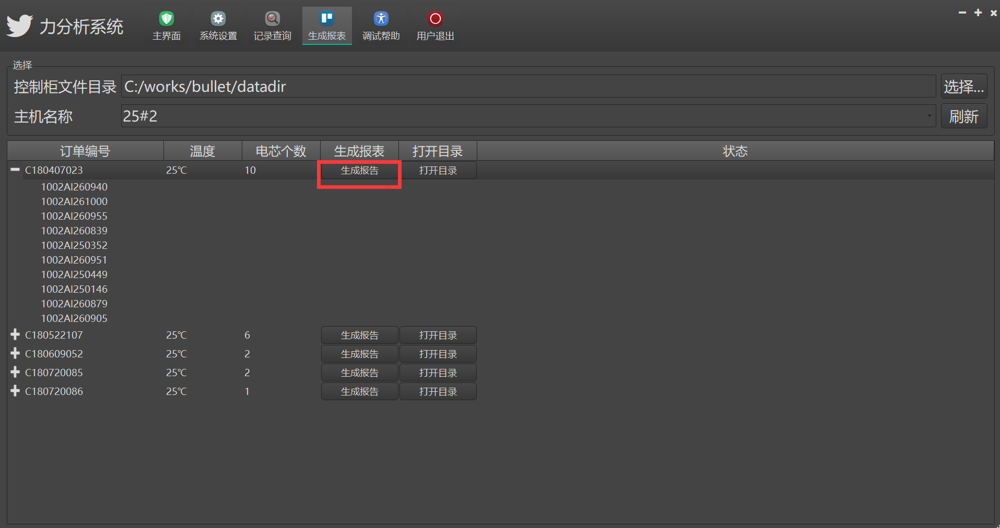 力分析系统
主界面 系统设置 记录查询 生成报表 调试帮助 用户退出
选择
控制柜文件目录 C:/works/bullet/datadir 选择...
主机名称 25#2 刷新
订单编号 温度 电芯个数 生成报表 打开目录 状态
C180407023 25℃ 10 生成报告 打开目录
1002AI260940
1002AI261000
1002AI260955
1002AI260839
1002AI250352
1002AI260951
1002AI250449
1002AI250146
1002AI260879
1002AI260905
C180522107 25℃ 6 生成报告 打开目录
C180609052 25℃ 2 生成报告 打开目录
C180720085 25℃ 2 生成报告 打开目录
C180720086 25℃ 1 生成报告 打开目录